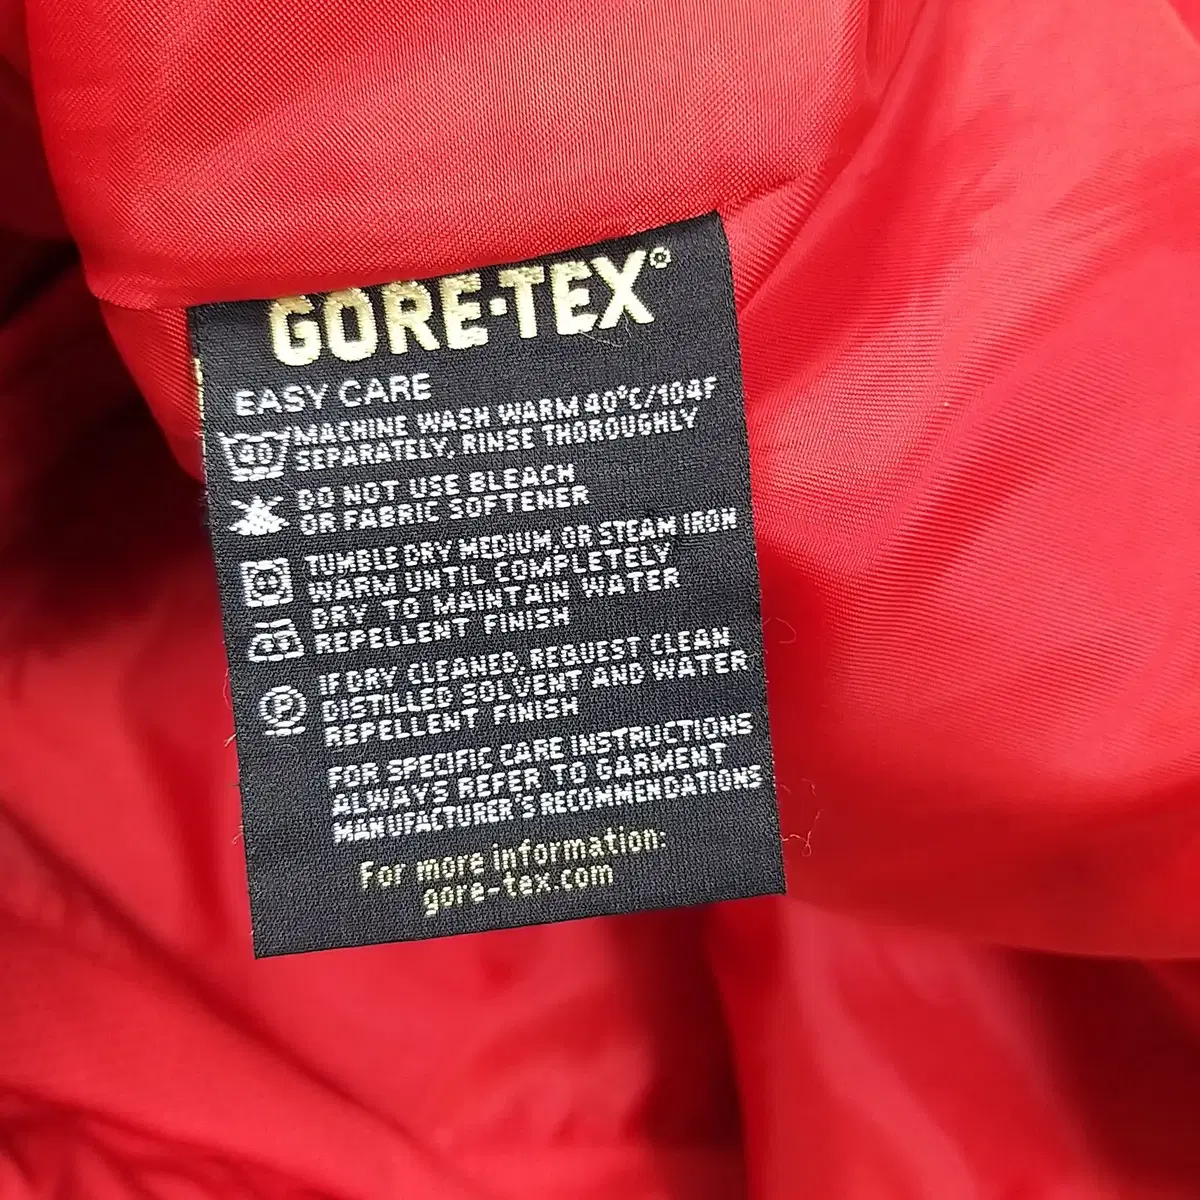 GORE-TEX®
EASY CARE
40
MACHINE WASH WARM 40°C/104F
SEPARATELY, RINSE THOROUGHLY
DO NOT USE BLEACH
OR FABRIC SOFTENER
TUMBLE DRY MEDIUM, OR STEAM IRON
WARM UNTIL COMPLETELY
DRY TO MAINTAIN WATER
REPELLENT FINISH
P
IF DRY CLEANED, REQUEST CLEAN
DISTILLED SOLVENT AND WATER
REPELLENT FINISH
FOR SPECIFIC CARE INSTRUCTIONS
ALWAYS REFER TO GARMENT
MANUFACTURER'S RECOMMENDATIONS
For more information:
gore-tex.com